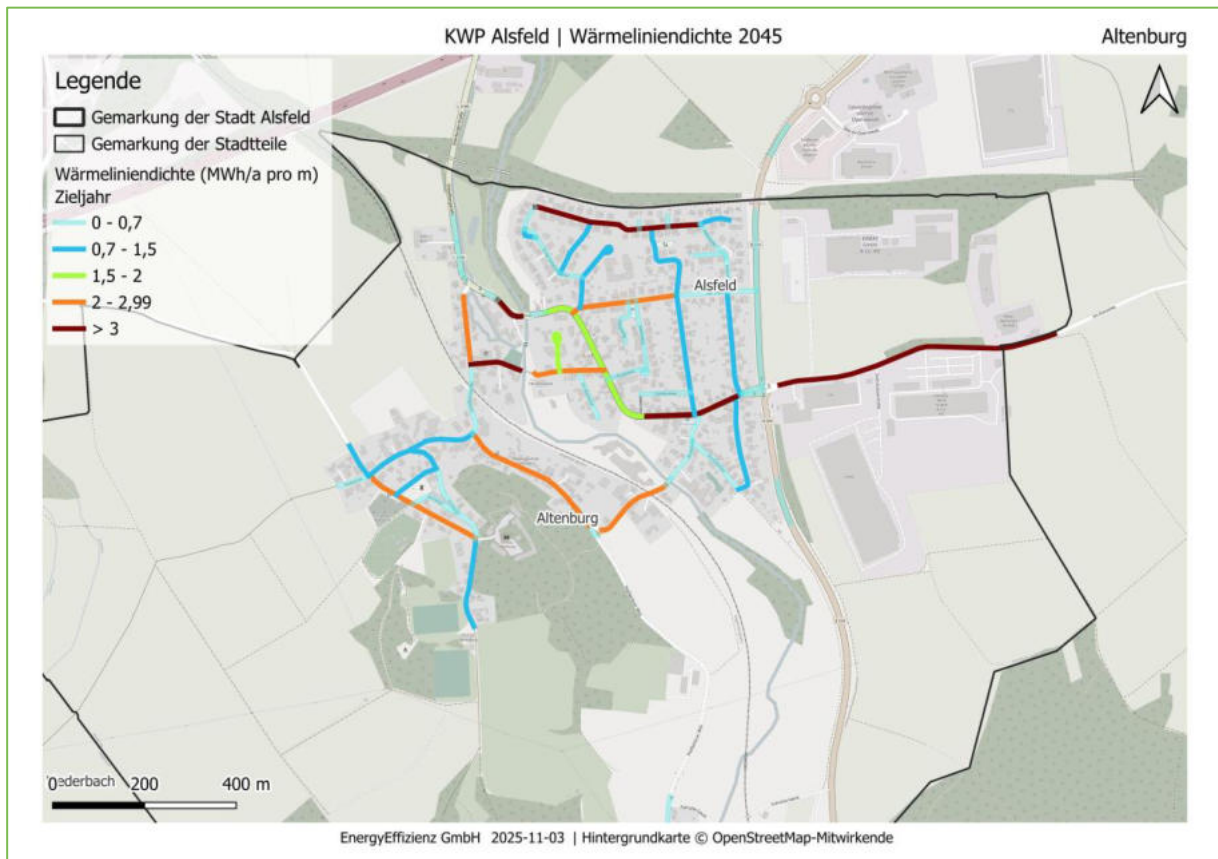 KWP Alsfeld | Wärmeliniendichte 2045
Altenburg
Legende
Gemarkung der Stadt Alsfeld
Gemarkung der Stadtteile
Wärmeliniendichte (MWh/a pro m)
Zieljahr
0 - 0,7
0,7 - 1,5
1,5 - 2
2 - 2,99
> 3
Alsfeld
Altenburg
ederbach
0 200 400 m
EnergyEffizienz GmbH 2025-11-03 | Hintergrundkarte © OpenStreetMap-Mitwirkende